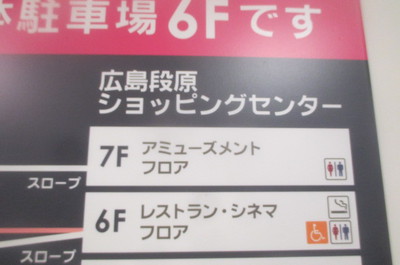 駐車場6Fです
広島段原
ショッピングセンター
7F アミューズメント
フロア
スロープ
6F レストラン・シネマ
フロア
スロープ